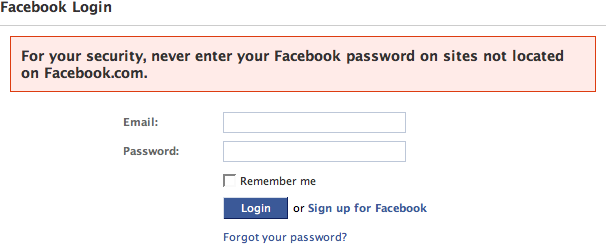 Facebook Login
For your security, never enter your Facebook password on sites not located
on Facebook.com.
Email:
Password:
Remember me
Login or Sign up for Facebook
Forgot your password?